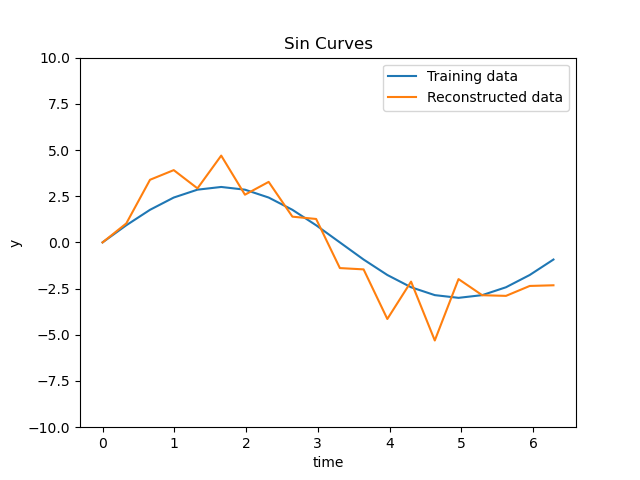 Sin Curves
10.0
7.5
5.0
2.5
0.0
−2.5
−5.0
−7.5
−10.0
y
Training data
Reconstructed data
0 1 2 3 4 5 6
time